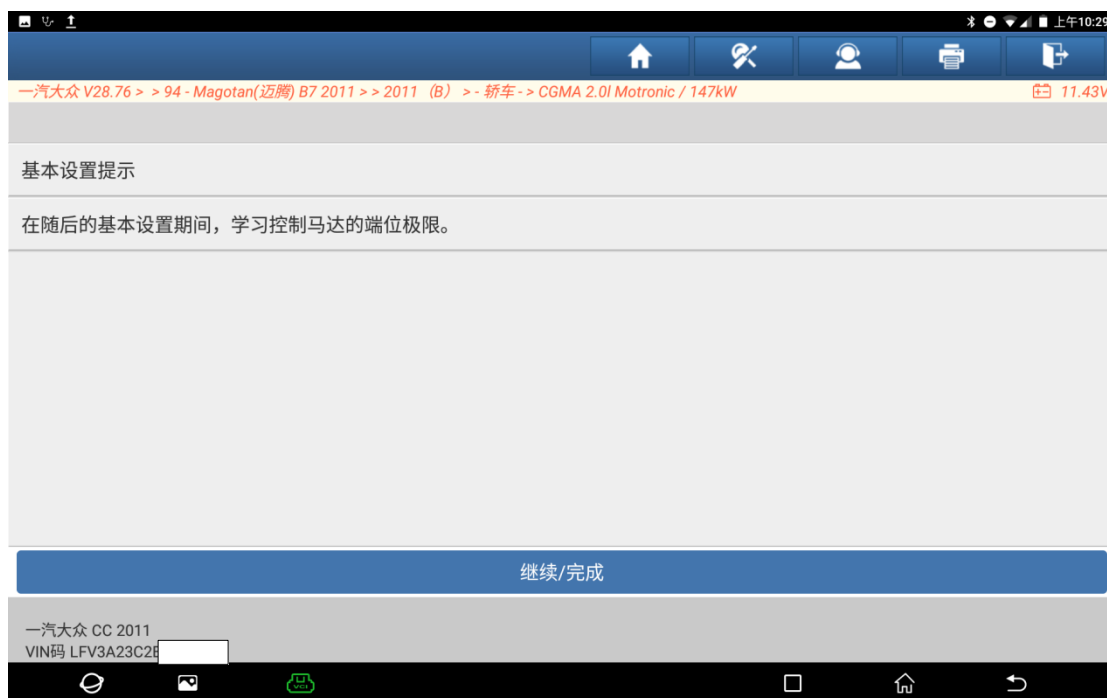 上午10:29
一汽大众 V28.76 > > 94 - Magotan(迈腾) B7 2011 > > 2011（B） > - 轿车 - > CGMA 2.0l Motronic / 147kW 11.43V
基本设置提示
在随后的基本设置期间，学习控制马达的端位极限。
继续/完成
一汽大众 CC 2011
VIN码 LFV3A23C2E
VCI